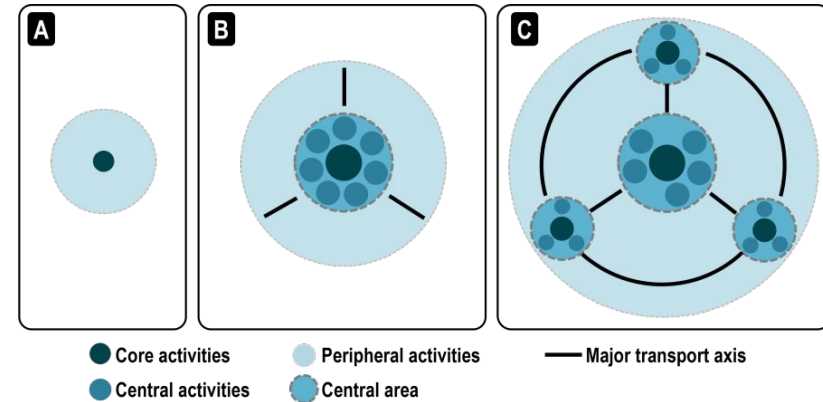 A
B
C
Core activities
Peripheral activities
Major transport axis
Central activities
Central area